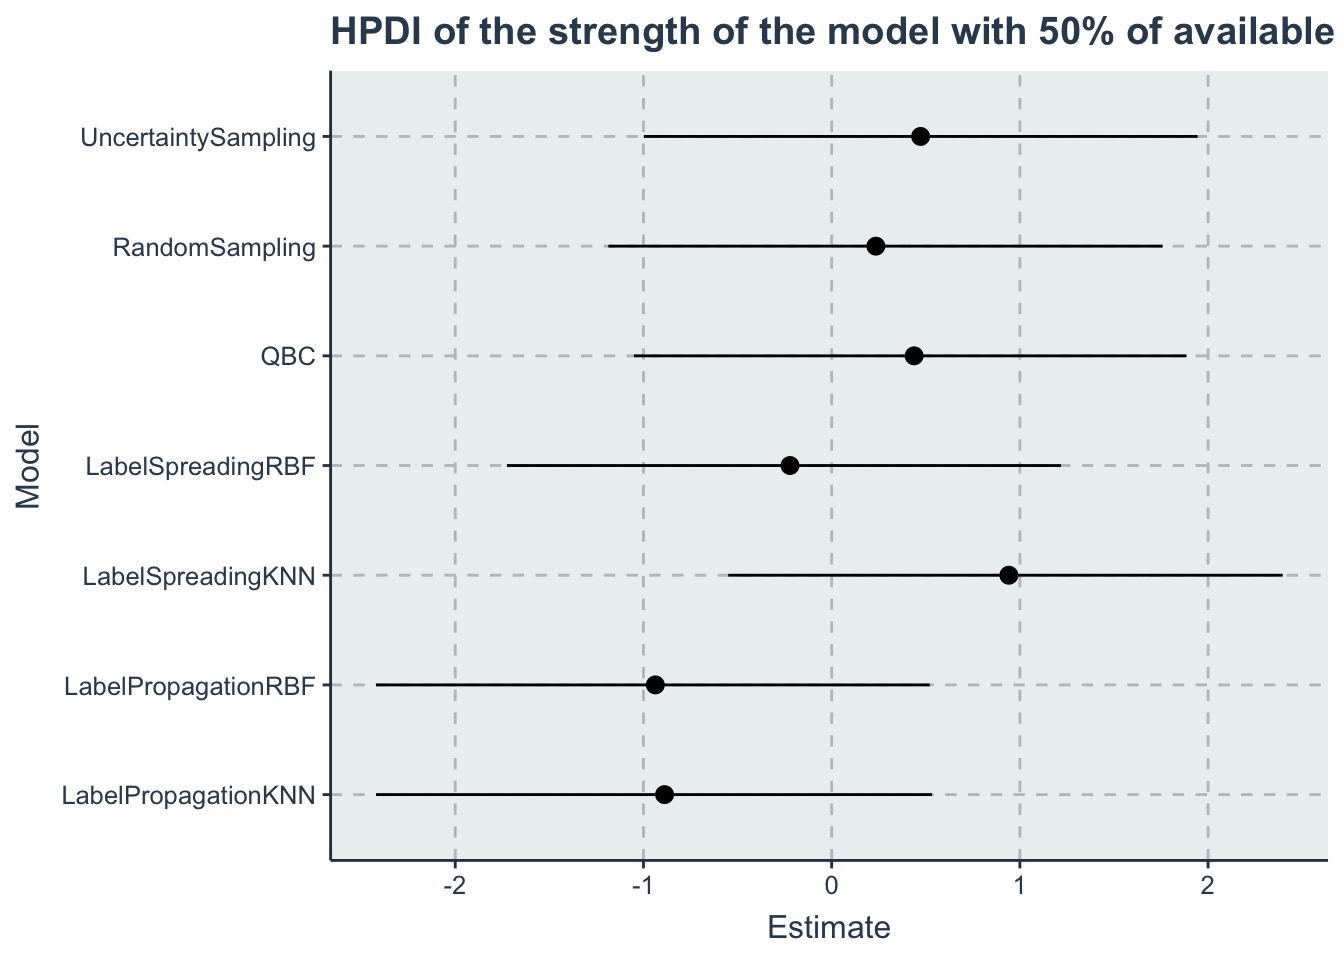 HPDI of the strength of the model with 50% of available
UncertaintySampling
RandomSampling
QBC
LabelSpreadingRBF
LabelSpreadingKNN
LabelPropagationRBF
LabelPropagationKNN
Model
-2 -1 0 1 2
Estimate